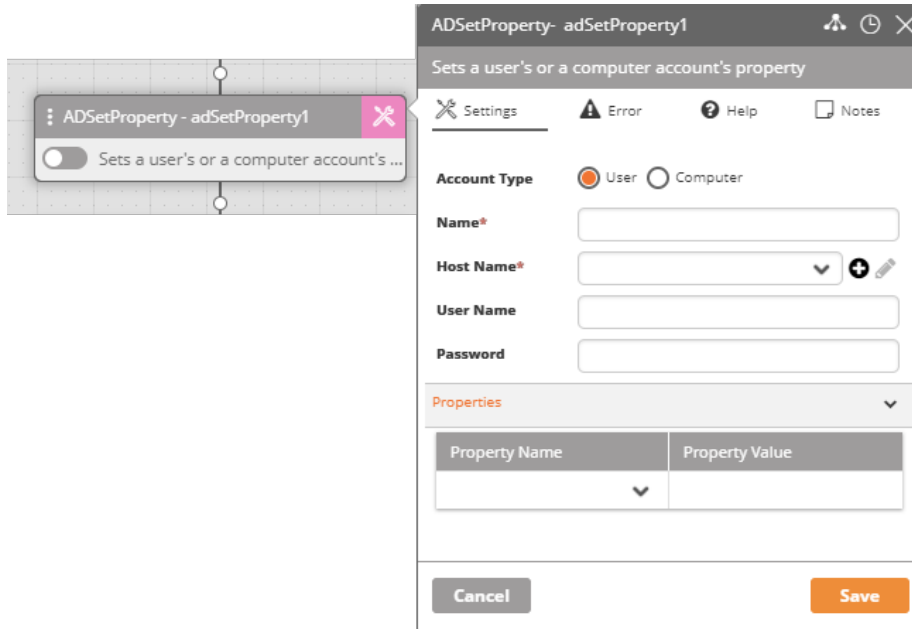 ADSetProperty - adSetProperty1
Sets a user's or a computer account's ...
ADSetProperty- adSetProperty1
Sets a user's or a computer account's property
Settings Error Help Notes
Account Type User Computer
Name*
Host Name*
User Name
Password
Properties
Property Name Property Value
Cancel Save